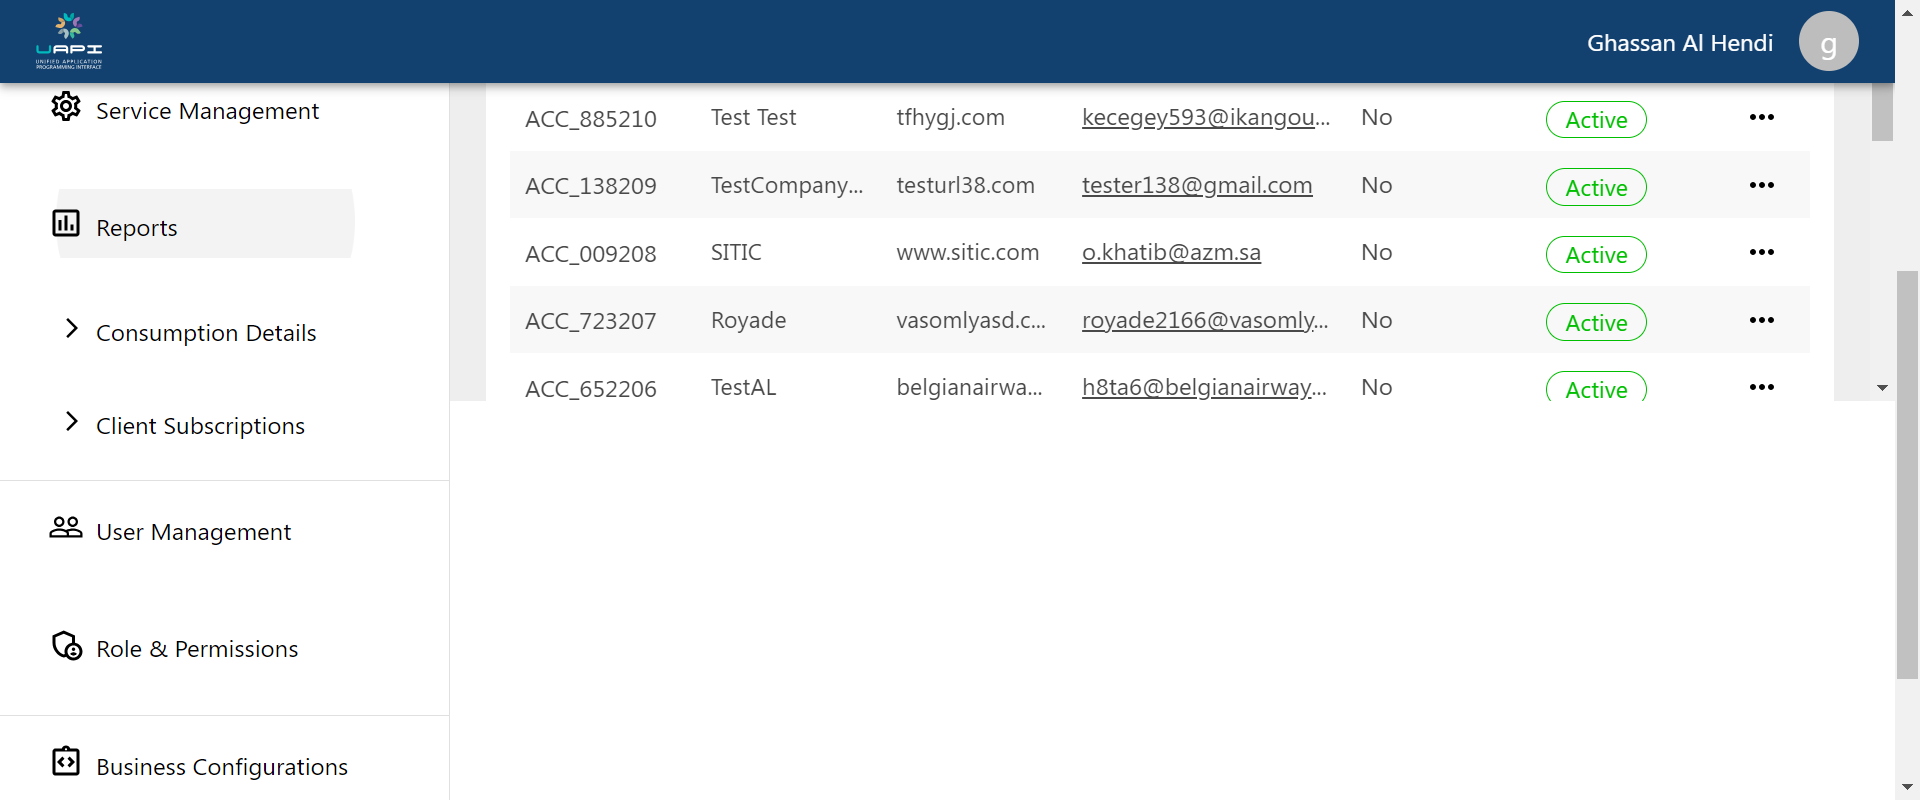 UAPI
UNIFIED APPLICATION
PROGRAMMING INTERFACE
Ghassan Al Hendi
g
Service Management
Reports
Consumption Details
Client Subscriptions
User Management
Role & Permissions
Business Configurations
ACC_885210 Test Test tfhygj.com kecegey593@ikangou... No Active
ACC_138209 TestCompany... testurl38.com tester138@gmail.com No Active
ACC_009208 SITIC www.sitic.com o.khatib@azm.sa No Active
ACC_723207 Royade vasomlyasd.c... royade2166@vasomly... No Active
ACC_652206 TestAL belgianairwa... h8ta6@belgianairway... No Active